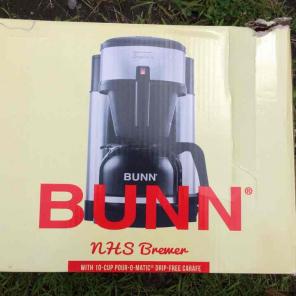 BUNN®
BUNN®
NHS Brewer
WITH 10-CUP POUR-O-MATIC® DRIP-FREE CARAFE